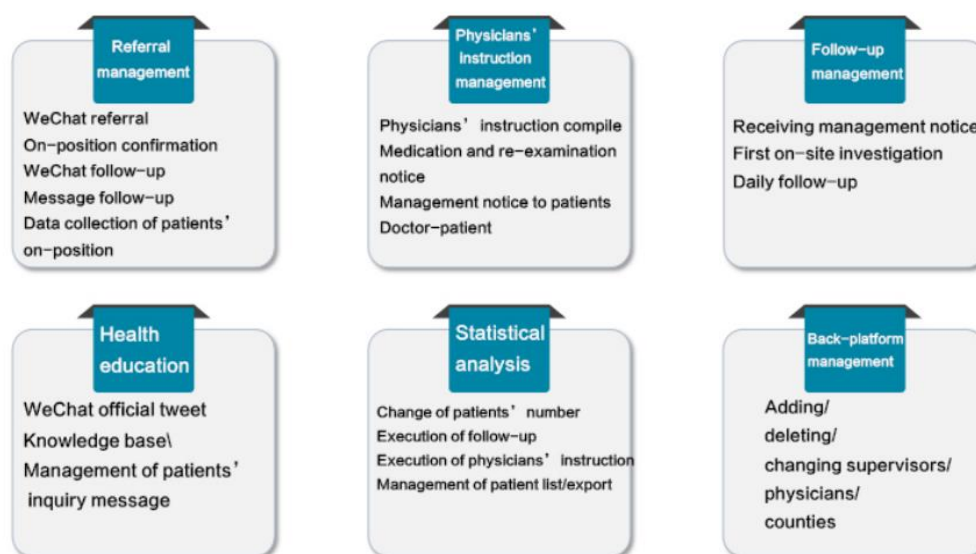 Referral
management
WeChat referral
On-position confirmation
WeChat follow-up
Message follow-up
Data collection of patients’
on-position
Physicians’
Instruction
management
Physicians’ instruction compile
Medication and re-examination
notice
Management notice to patients
Doctor-patient
Follow-up
management
Receiving management notice
First on-site investigation
Daily follow-up
Health
education
WeChat official tweet
Knowledge base\
Management of patients’
inquiry message
Statistical
analysis
Change of patients’ number
Execution of follow-up
Execution of physicians’ instruction
Management of patient list/export
Back-platform
management
Adding/
deleting/
changing supervisors/
physicians/
counties